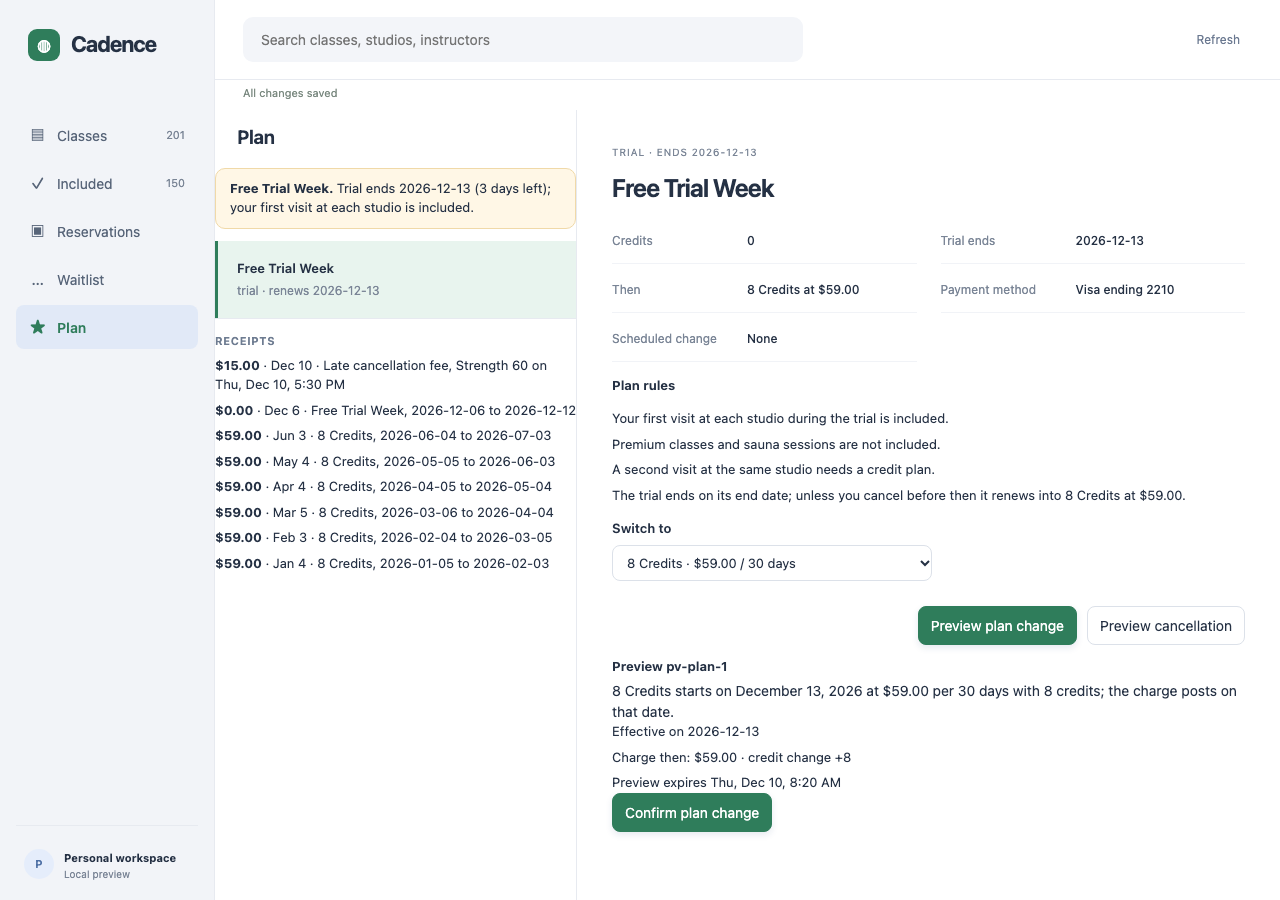 Cadence
Search classes, studios, instructors
Refresh
All changes saved
Classes 201
Included 150
Reservations
Waitlist
Plan
Personal workspace
P
Local preview
Plan
Free Trial Week. Trial ends 2026-12-13 (3 days left);
your first visit at each studio is included.
Free Trial Week
trial · renews 2026-12-13
RECEIPTS
$15.00 · Dec 10 · Late cancellation fee, Strength 60 on
Thu, Dec 10, 5:30 PM
$0.00 · Dec 6 · Free Trial Week, 2026-12-06 to 2026-12-12
$59.00 · Jun 3 · 8 Credits, 2026-06-04 to 2026-07-03
$59.00 · May 4 · 8 Credits, 2026-05-05 to 2026-06-03
$59.00 · Apr 4 · 8 Credits, 2026-04-05 to 2026-05-04
$59.00 · Mar 5 · 8 Credits, 2026-03-06 to 2026-04-04
$59.00 · Feb 3 · 8 Credits, 2026-02-04 to 2026-03-05
$59.00 · Jan 4 · 8 Credits, 2026-01-05 to 2026-02-03
TRIAL · ENDS 2026-12-13
Free Trial Week
Credits 0
Trial ends 2026-12-13
Then 8 Credits at $59.00
Payment method Visa ending 2210
Scheduled change None
Plan rules
Your first visit at each studio during the trial is included.
Premium classes and sauna sessions are not included.
A second visit at the same studio needs a credit plan.
The trial ends on its end date; unless you cancel before then it renews into 8 Credits at $59.00.
Switch to
8 Credits · $59.00 / 30 days
Preview plan change
Preview cancellation
Preview pv-plan-1
8 Credits starts on December 13, 2026 at $59.00 per 30 days with 8 credits; the charge posts on
that date.
Effective on 2026-12-13
Charge then: $59.00 · credit change +8
Preview expires Thu, Dec 10, 8:20 AM
Confirm plan change